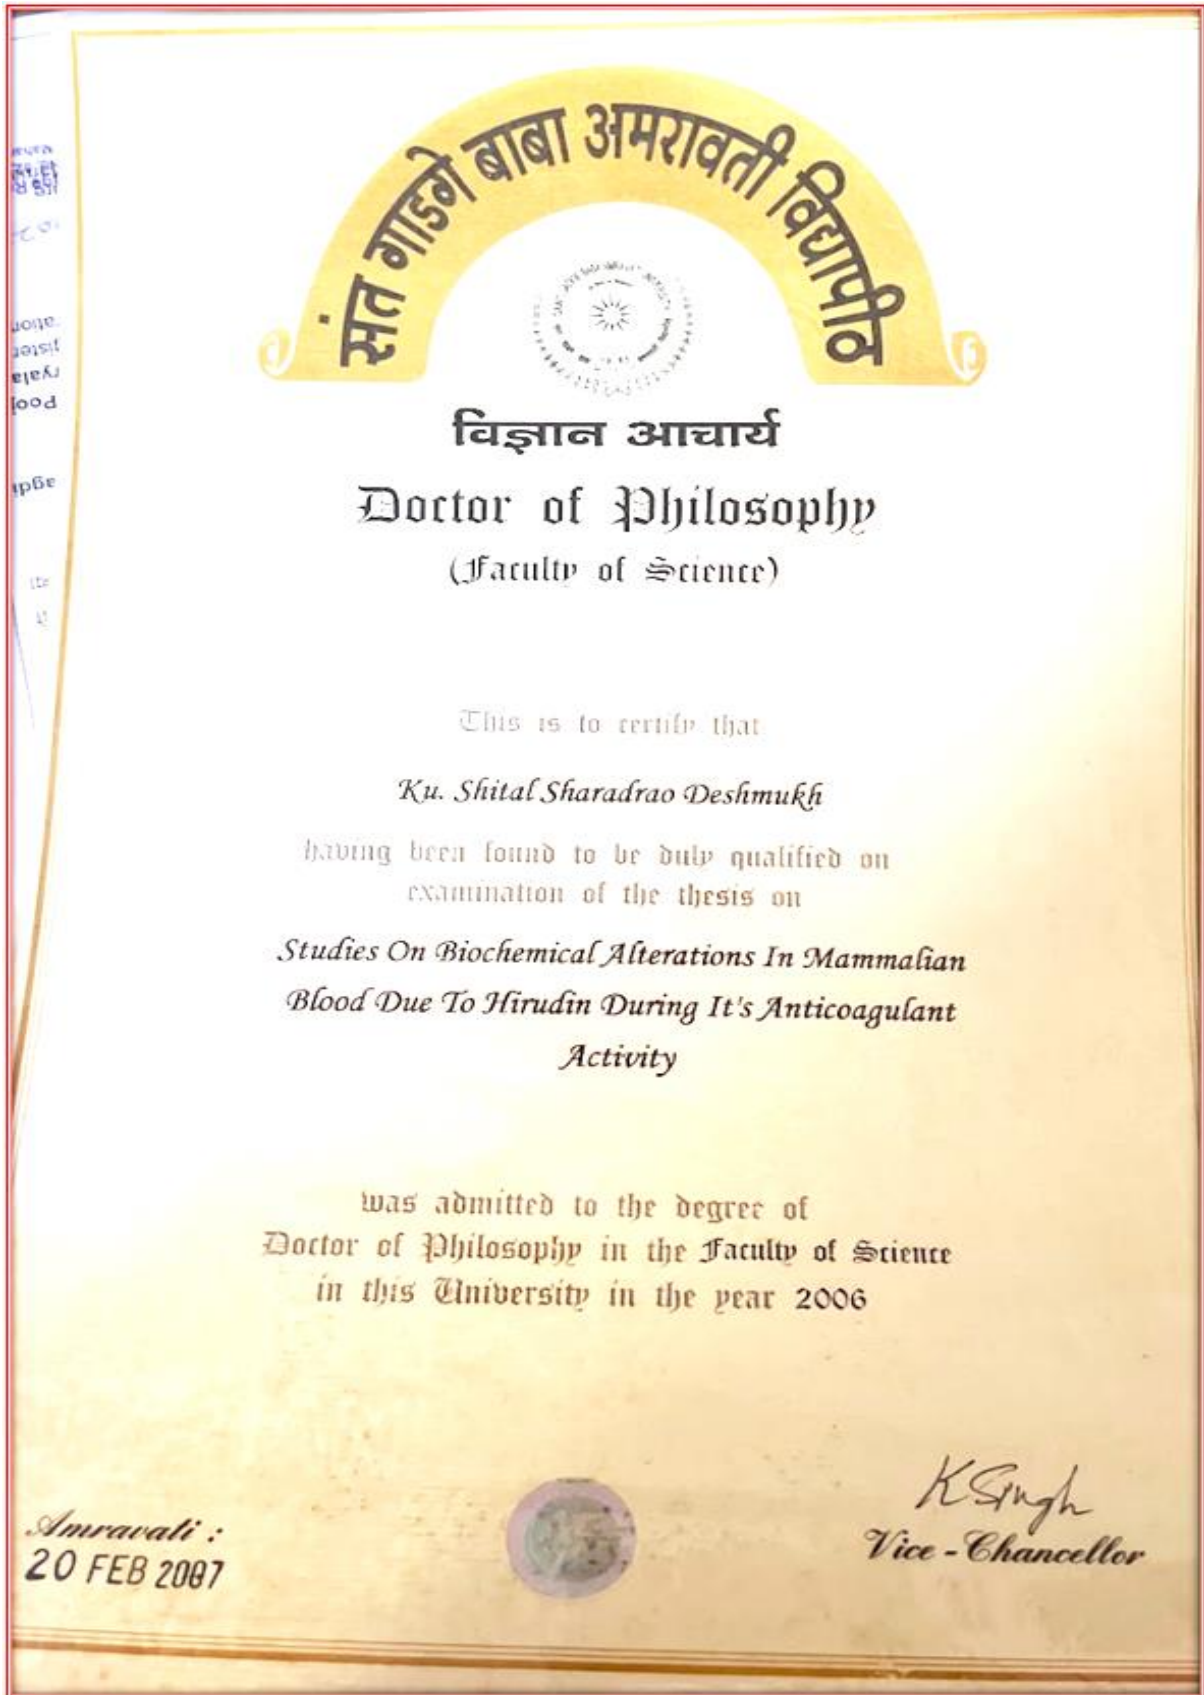 संत गाडगे बाबा अमरावती विद्यापीठ
विज्ञान आचार्य
Doctor of Philosophy
(Faculty of Science)
This is to certify that
Ku. Shital Sharadrao Deshmukh
having been found to be duly qualified on
examination of the thesis on
Studies On Biochemical Alterations In Mammalian
Blood Due To Hirudin During It's Anticoagulant
Activity
was admitted to the degree of
Doctor of Philosophy in the Faculty of Science
in this University in the year 2006
K Singh
Vice-Chancellor
Amravati :
20 FEB 2007